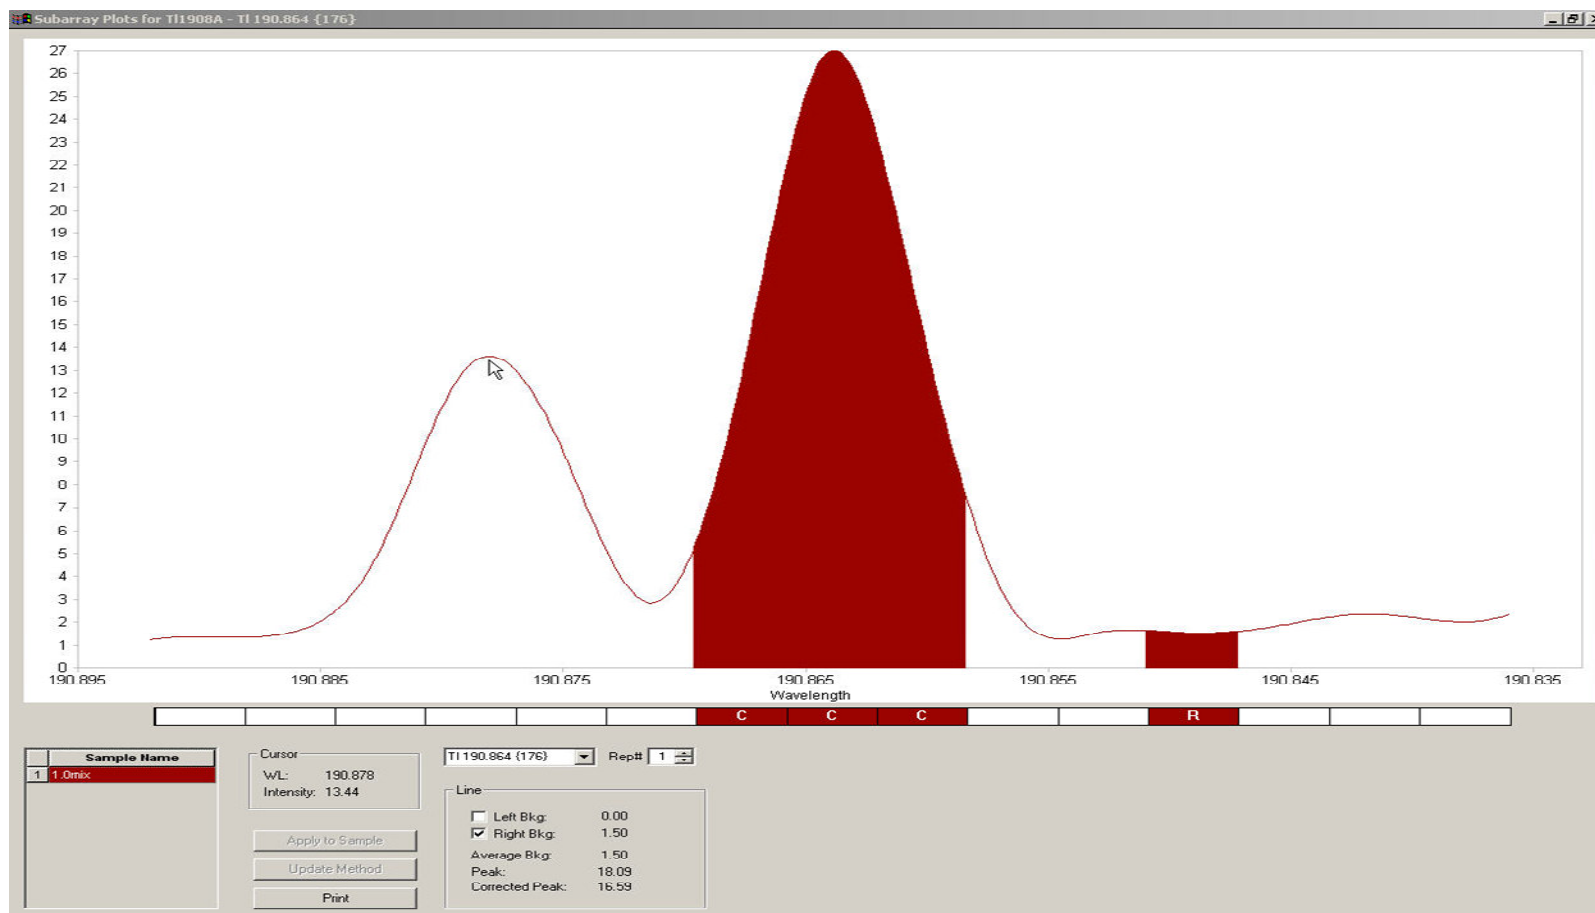 Subarray Plots for Tl1908A - Tl 190.864 {176}
27
26
25
24
23
22
21
20
19
18
17
16
15
14
13
12
11
10
9
8
7
6
5
4
3
2
1
0
190.895 190.885 190.875 190.865 190.855 190.845 190.835
Wavelength
C C C R
Sample Name
1 1.0mix
Cursor
WL: 190.878
Intensity: 13.44
Apply to Sample
Update Method
Print
Tl 190.864 {176} Rep# 1
Line
Left Bkg: 0.00
Right Bkg: 1.50
Average Bkg: 1.50
Peak: 18.09
Corrected Peak: 16.59